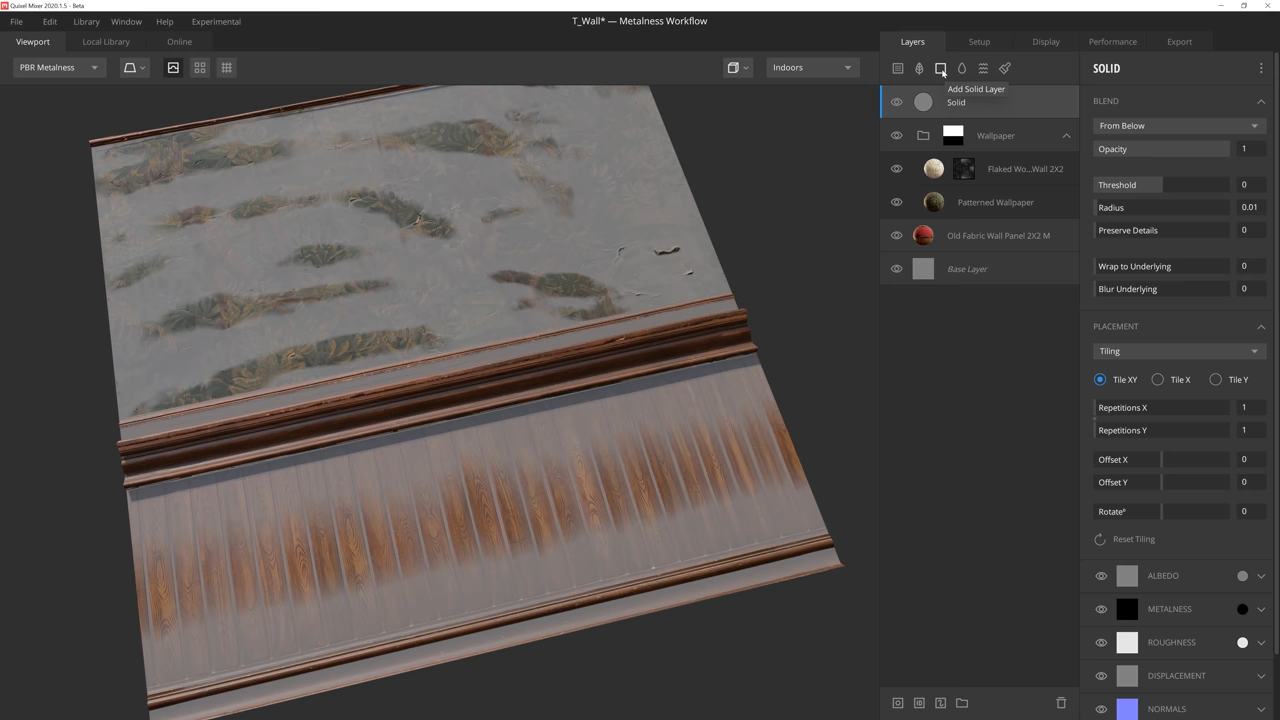 Quixel Mixer 2020.1.5 - Beta
File Edit Library Window Help Experimental
T_Wall* — Metalness Workflow
Viewport Local Library Online
Layers Setup Display Performance Export
PBR Metalness
Indoors
Add Solid Layer
Solid
Wallpaper
Flaked Wo...Wall 2X2
Patterned Wallpaper
Old Fabric Wall Panel 2X2 M
Base Layer
SOLID
BLEND
From Below
Opacity 1
Threshold 0
Radius 0.01
Preserve Details 0
Wrap to Underlying 0
Blur Underlying 0
PLACEMENT
Tiling
Tile XY Tile X Tile Y
Repetitions X 1
Repetitions Y 1
Offset X 0
Offset Y 0
Rotateº 0
Reset Tiling
ALBEDO
METALNESS
ROUGHNESS
DISPLACEMENT
NORMALS